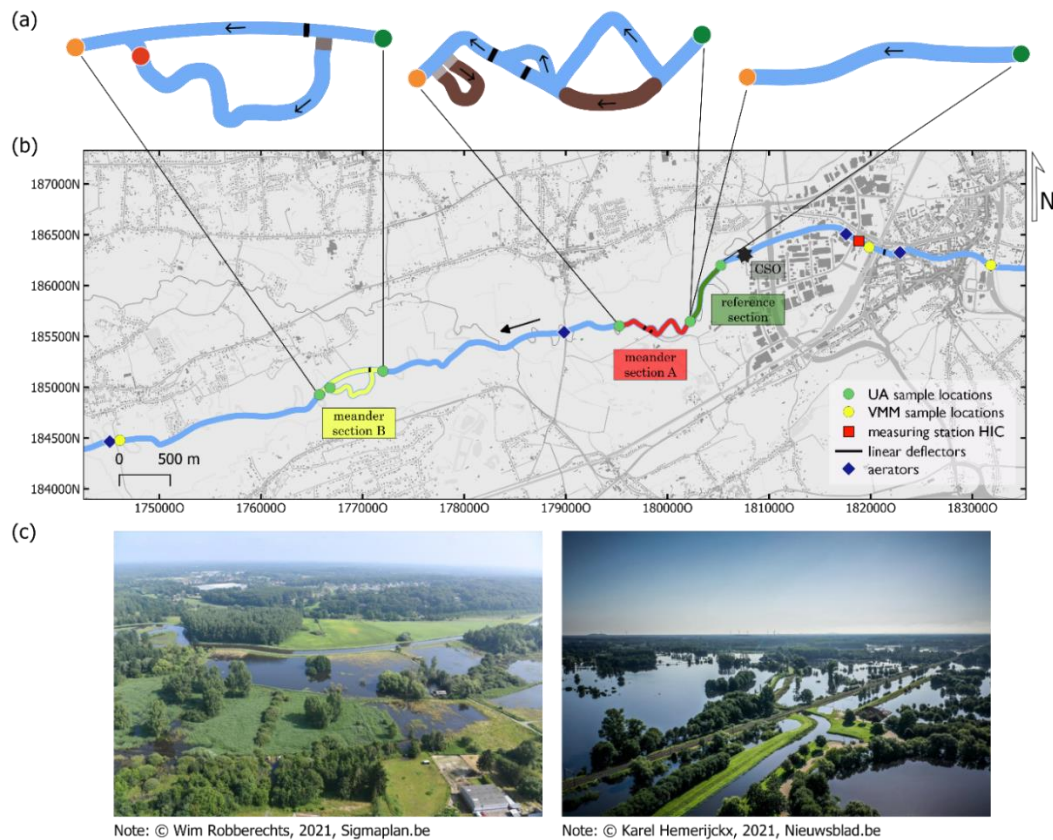 (a)
(b)
187000N
186500N
186000N
185500N
185000N
184500N
184000N
N
CSO
reference
section
meander
section A
meander
section B
UA sample locations
VMM sample locations
measuring station HIC
linear deflectors
aerators
0 500 m
1750000 1760000 1770000 1780000 1790000 1800000 1810000 1820000 1830000
(c)
Note: © Wim Robberechts, 2021, Sigmaplan.be
Note: © Karel Hemerijckx, 2021, Nieuwsblad.be